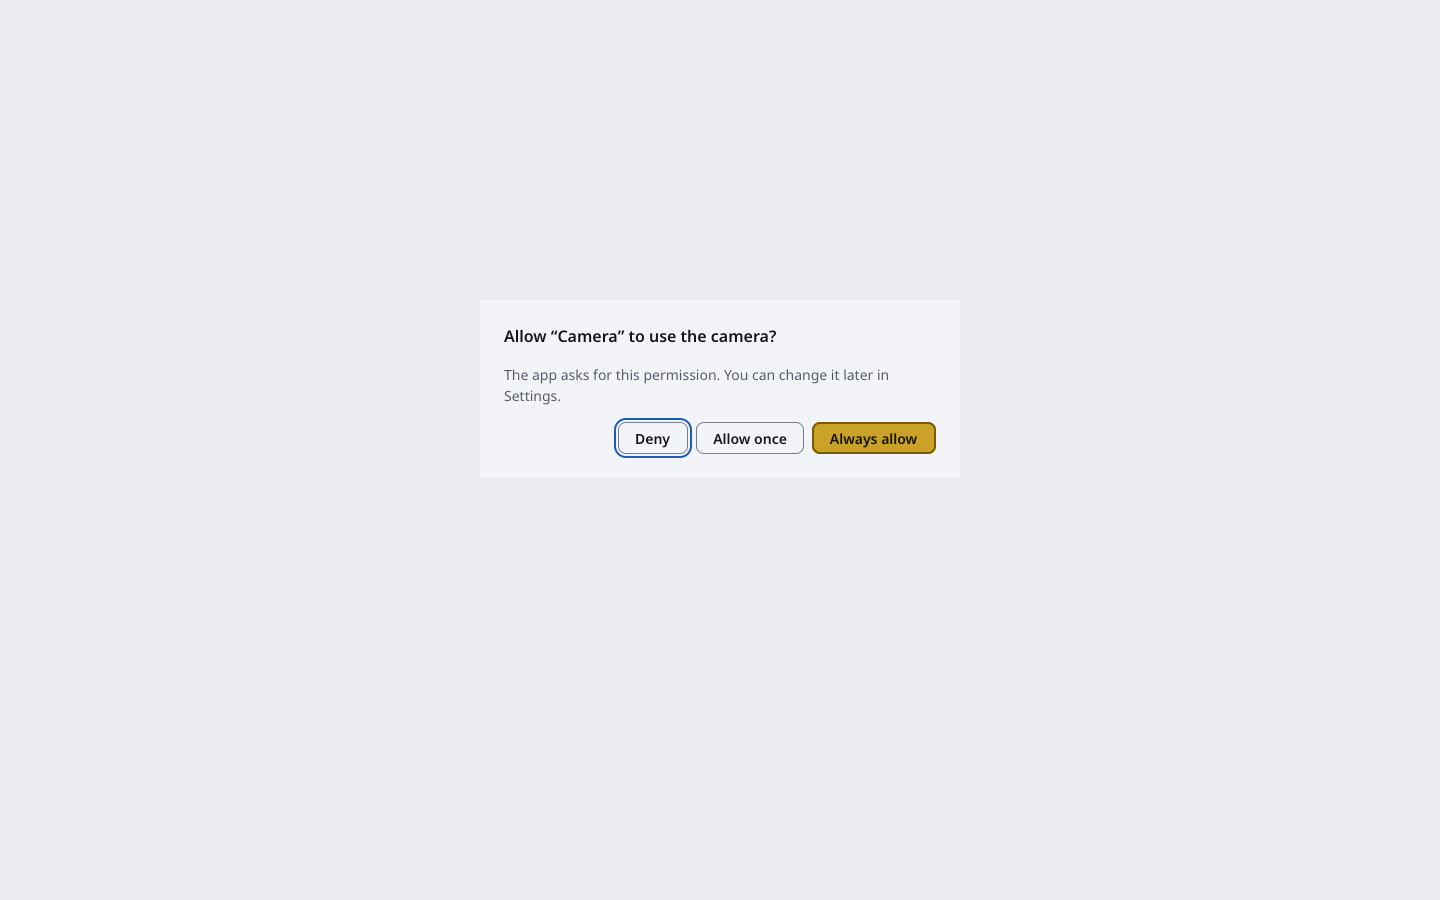 Allow “Camera” to use the camera?
The app asks for this permission. You can change it later in
Settings.
Deny
Allow once
Always allow